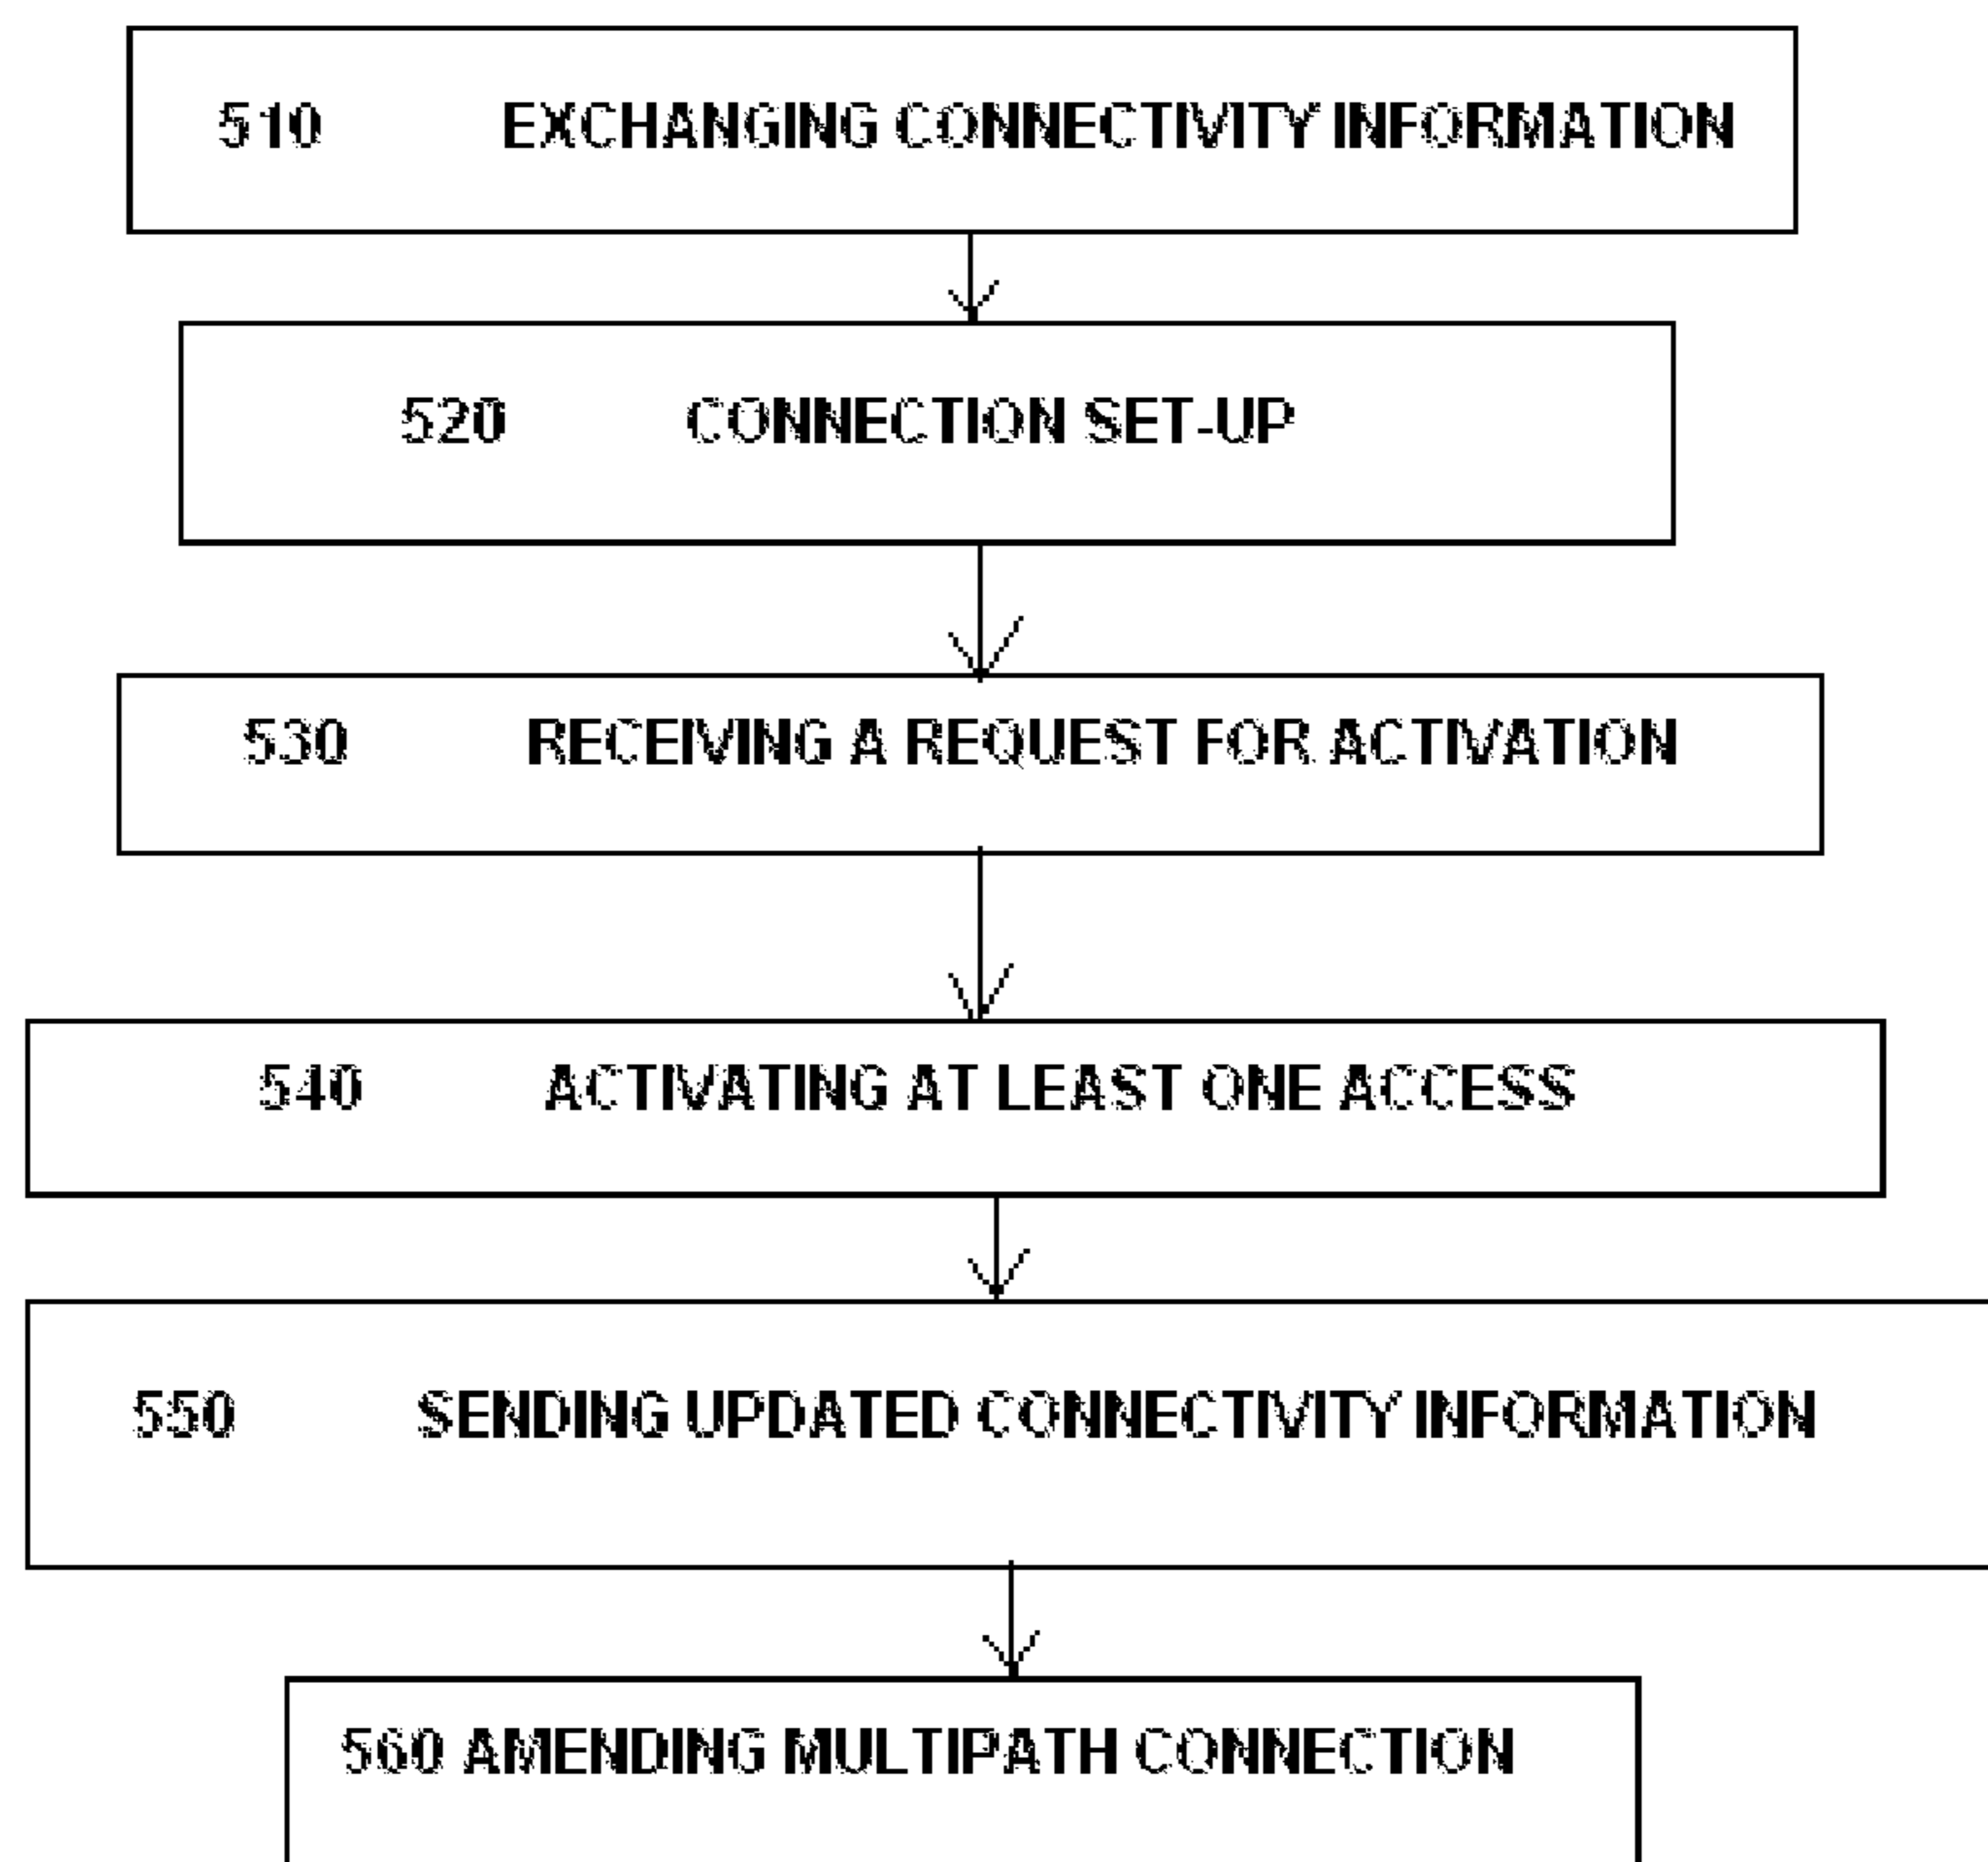 510 EXCHANGING CONNECTIVITY INFORMATION
520 CONNECTION SET-UP
530 RECEIVING A REQUEST FOR ACTIVATION
540 ACTIVATING AT LEAST ONE ACCESS
550 SENDING UPDATED CONNECTIVITY INFORMATION
560 AMENDING MULTIPATH CONNECTION